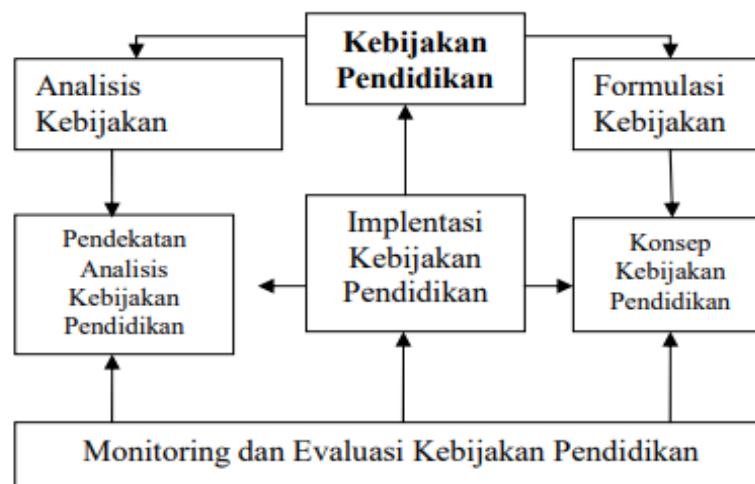 Kebijakan
Pendidikan
Analisis
Kebijakan
Formulasi
Kebijakan
Pendekatan
Analisis
Kebijakan
Pendidikan
Implentasi
Kebijakan
Pendidikan
Konsep
Kebijakan
Pendidikan
Monitoring dan Evaluasi Kebijakan Pendidikan